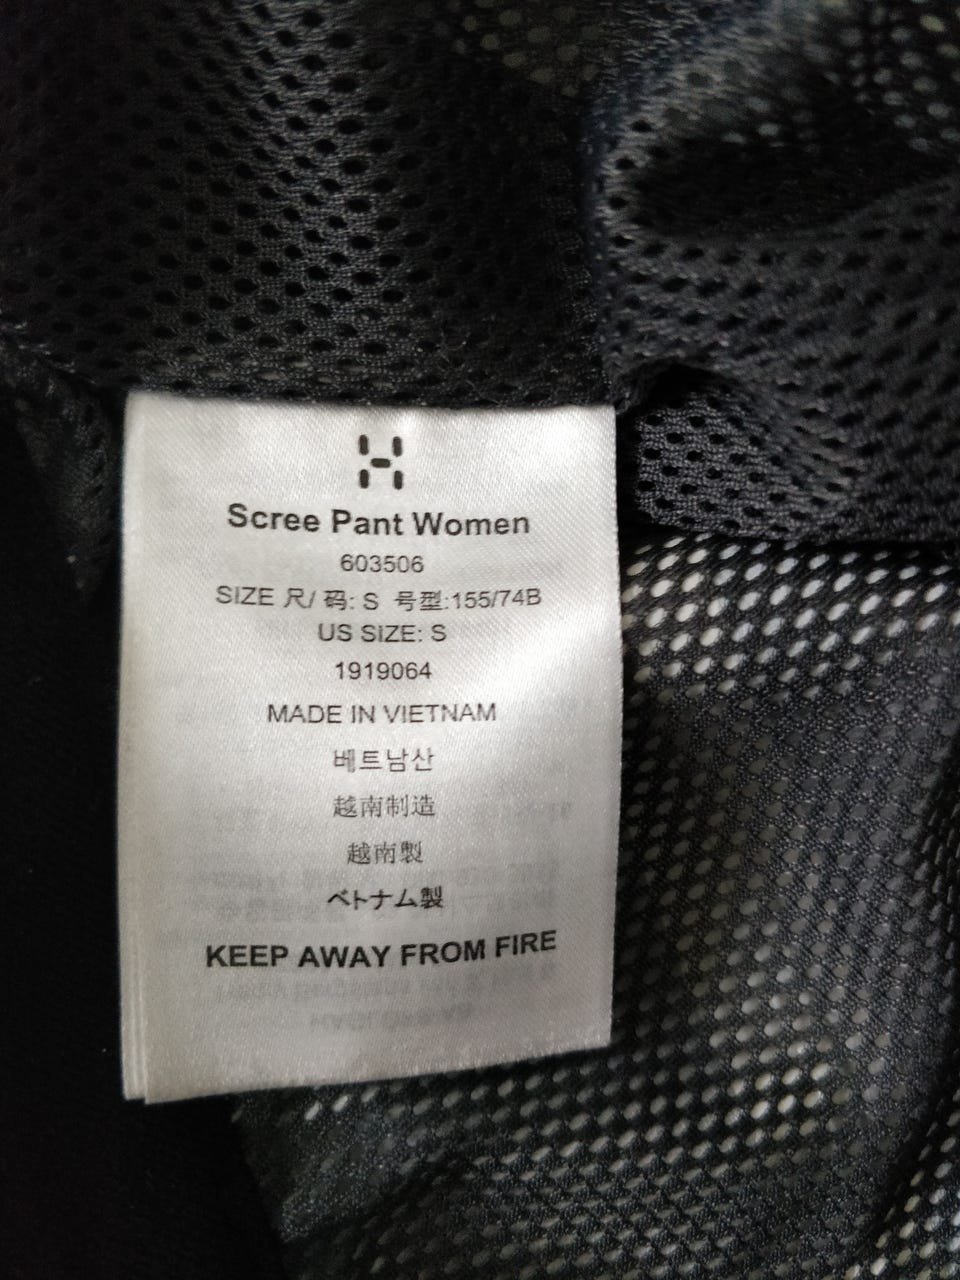 Scree Pant Women
603506
SIZE 尺/ 码: S 号型:155/74B
US SIZE: S
1919064
MADE IN VIETNAM
베트남산
越南制造
越南製
ベトナム製
KEEP AWAY FROM FIRE